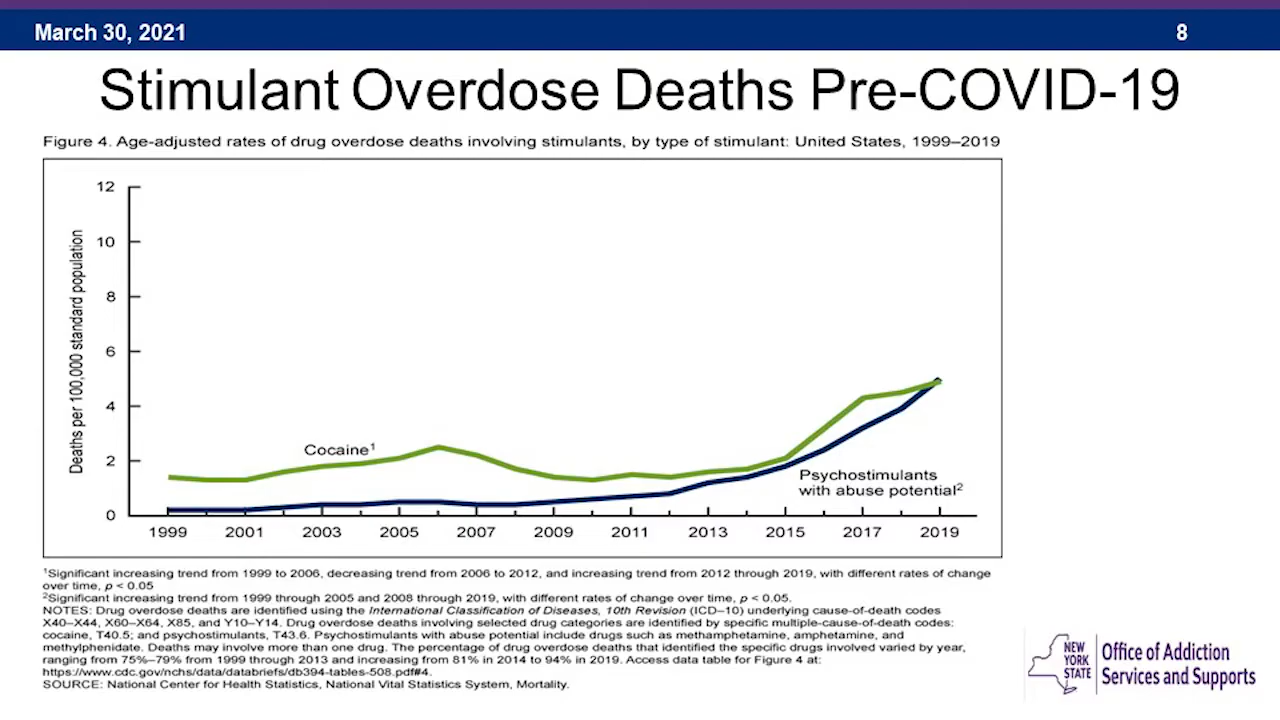 March 30, 2021
8
Stimulant Overdose Deaths Pre-COVID-19
Figure 4. Age-adjusted rates of drug overdose deaths involving stimulants, by type of stimulant: United States, 1999–2019
Deaths per 100,000 standard population
12
10
8
6
4
2
0
Cocaine¹
Psychostimulants
with abuse potential²
1999 2001 2003 2005 2007 2009 2011 2013 2015 2017 2019
¹Significant increasing trend from 1999 to 2006, decreasing trend from 2006 to 2012, and increasing trend from 2012 through 2019, with different rates of change
over time, p < 0.05
²Significant increasing trend from 1999 through 2005 and 2008 through 2019, with different rates of change over time, p < 0.05.
NOTES: Drug overdose deaths are identified using the International Classification of Diseases, 10th Revision (ICD–10) underlying cause-of-death codes
X40–X44, X60–X64, X85, and Y10–Y14. Drug overdose deaths involving selected drug categories are identified by specific multiple-cause-of-death codes:
cocaine, T40.5; and psychostimulants, T43.6. Psychostimulants with abuse potential include drugs such as methamphetamine, amphetamine, and
methylphenidate. Deaths may involve more than one drug. The percentage of drug overdose deaths that identified the specific drugs involved varied by year,
ranging from 75%–79% from 1999 through 2013 and increasing from 81% in 2014 to 94% in 2019. Access data table for Figure 4 at:
https://www.cdc.gov/nchs/data/databriefs/db394-tables-508.pdf#4.
SOURCE: National Center for Health Statistics, National Vital Statistics System, Mortality.
NEW
YORK
STATE
Office of Addiction
Services and Supports